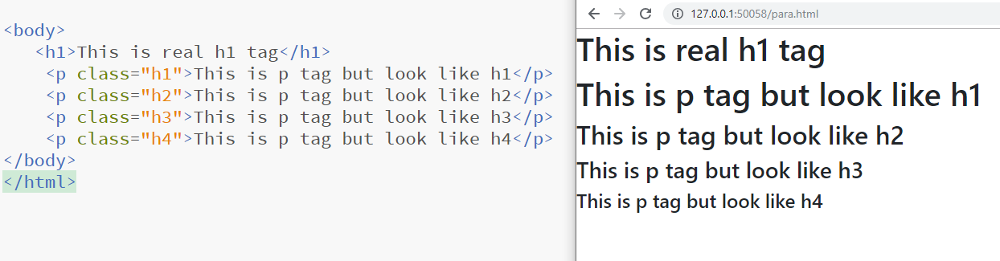 <body>
<h1>This is real h1 tag</h1>
<p class="h1">This is p tag but look like h1</p>
<p class="h2">This is p tag but look like h2</p>
<p class="h3">This is p tag but look like h3</p>
<p class="h4">This is p tag but look like h4</p>
</body>
</html>
127.0.0.1:50058/para.html
This is real h1 tag
This is p tag but look like h1
This is p tag but look like h2
This is p tag but look like h3
This is p tag but look like h4